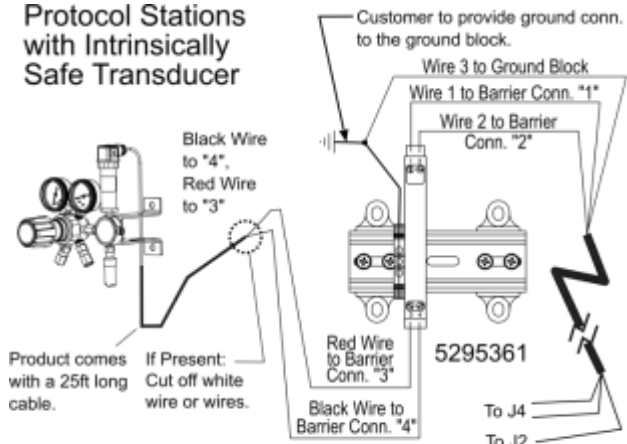 Protocol Stations
with Intrinsically
Safe Transducer
Customer to provide ground conn.
to the ground block.
Wire 3 to Ground Block
Wire 1 to Barrier Conn. "1"
Wire 2 to Barrier
Conn. "2"
Black Wire
to "4",
Red Wire
to "3"
Product comes
with a 25ft long
cable.
If Present:
Cut off white
wire or wires.
Red Wire
to Barrier
Conn. "3"
5295361
Black Wire to
Barrier Conn. "4"
To J4
To J2